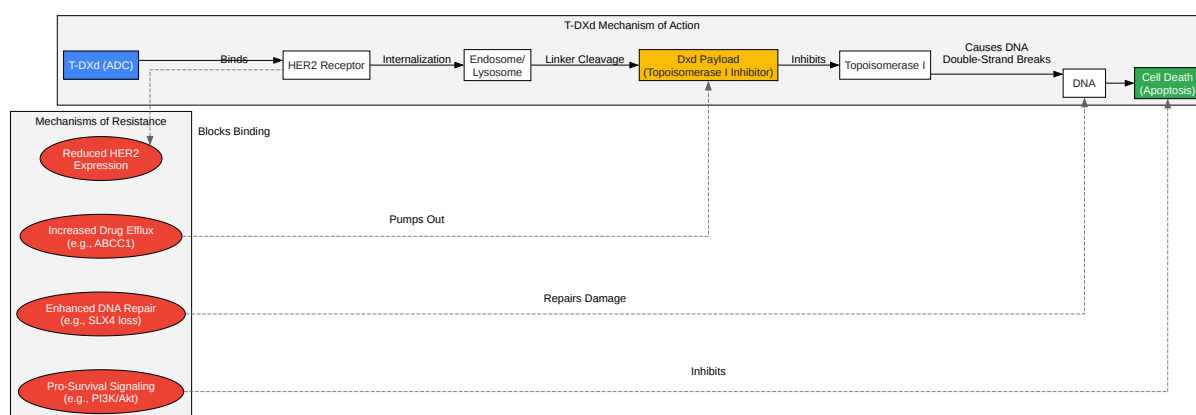 T-DXd Mechanism of Action
T-DXd (ADC)
Binds
HER2 Receptor
Internalization
Endosome/
Lysosome
Linker Cleavage
Dxd Payload
(Topoisomerase I Inhibitor)
Inhibits
Topoisomerase I
Causes DNA
Double-Strand Breaks
DNA
Cell Death
(Apoptosis)
Mechanisms of Resistance
Blocks Binding
Reduced HER2
Expression
Increased Drug Efflux
(e.g., ABCC1)
Pumps Out
Enhanced DNA Repair
(e.g., SLX4 loss)
Repairs Damage
Pro-Survival Signaling
(e.g., PI3K/Akt)
Inhibits